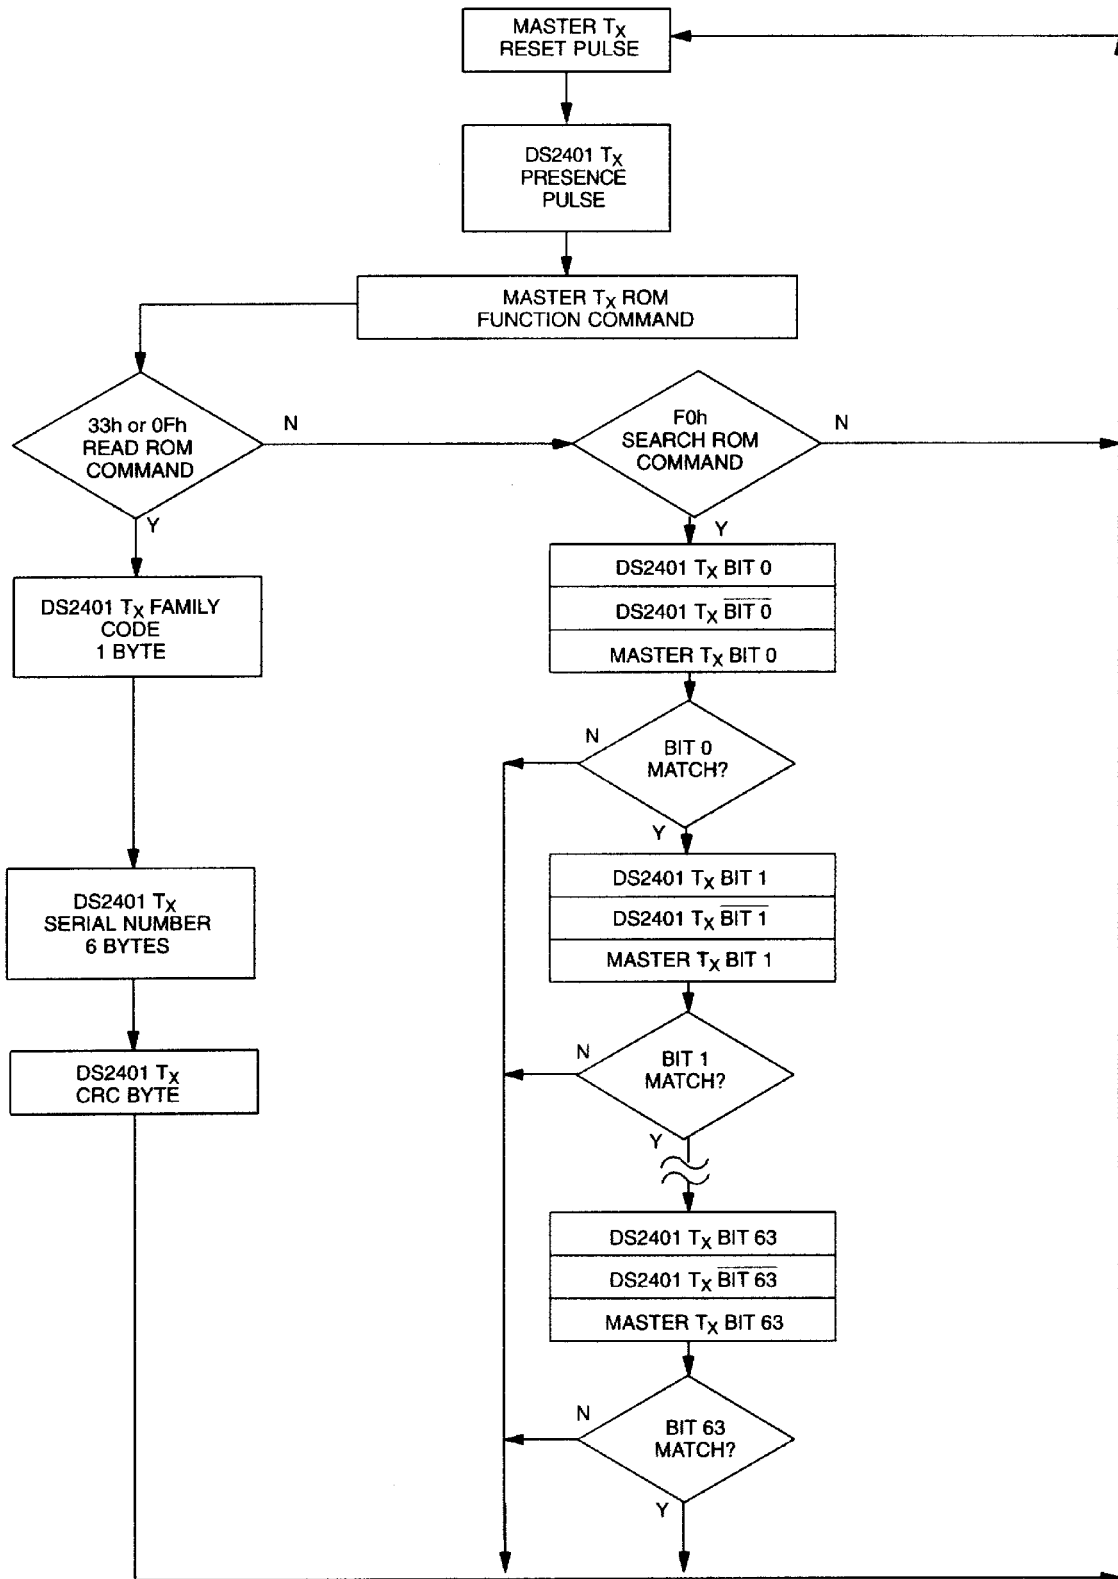 MASTER TX
RESET PULSE
DS2401 TX
PRESENCE
PULSE
MASTER TX ROM
FUNCTION COMMAND
33h or 0Fh
READ ROM
COMMAND
N
Y
F0h
SEARCH ROM
COMMAND
N
Y
DS2401 TX FAMILY
CODE
1 BYTE
DS2401 TX
SERIAL NUMBER
6 BYTES
DS2401 TX
CRC BYTE
DS2401 TX BIT 0
DS2401 TX B̅I̅T̅ ̅0̅
MASTER TX BIT 0
BIT 0
MATCH?
N
Y
DS2401 TX BIT 1
DS2401 TX B̅I̅T̅ ̅1̅
MASTER TX BIT 1
BIT 1
MATCH?
N
Y
DS2401 TX BIT 63
DS2401 TX B̅I̅T̅ ̅6̅3̅
MASTER TX BIT 63
BIT 63
MATCH?
N
Y